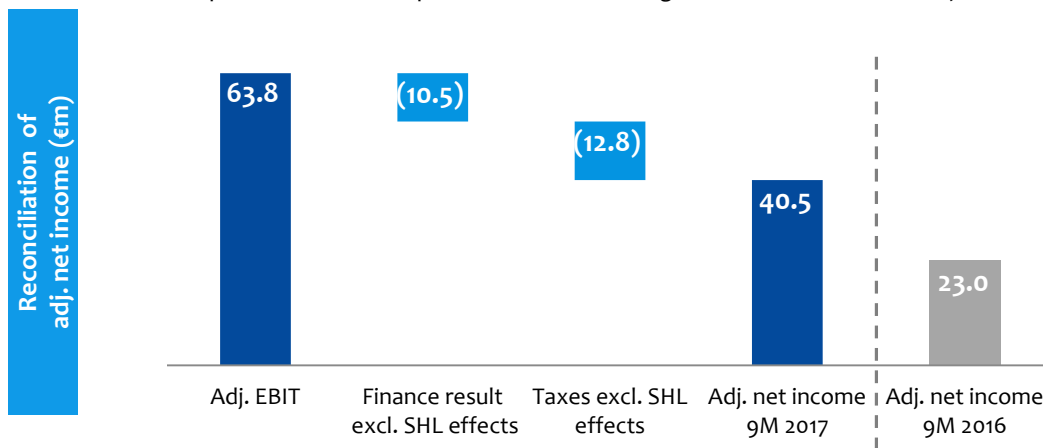 Reconciliation of
adj. net income (€m)
63.8
(10.5)
(12.8)
40.5
23.0
Adj. EBIT
Finance result
excl. SHL effects
Taxes excl. SHL
effects
Adj. net income
9M 2017
Adj. net income
9M 2016